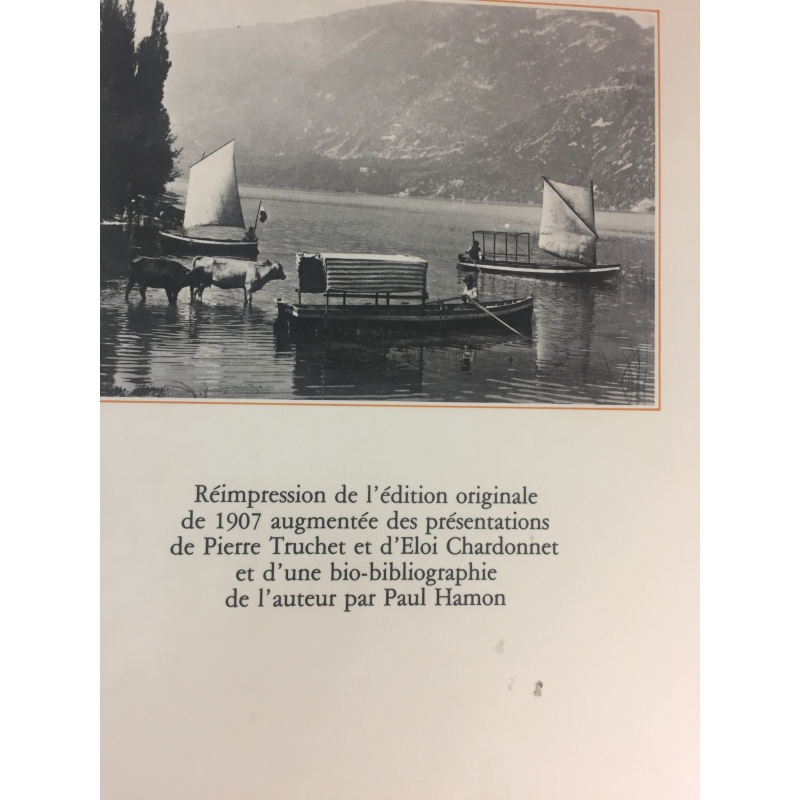 Réimpression de l'édition originale
de 1907 augmentée des présentations
de Pierre Truchet et d'Eloi Chardonnet
et d'une bio-bibliographie
de l'auteur par Paul Hamon